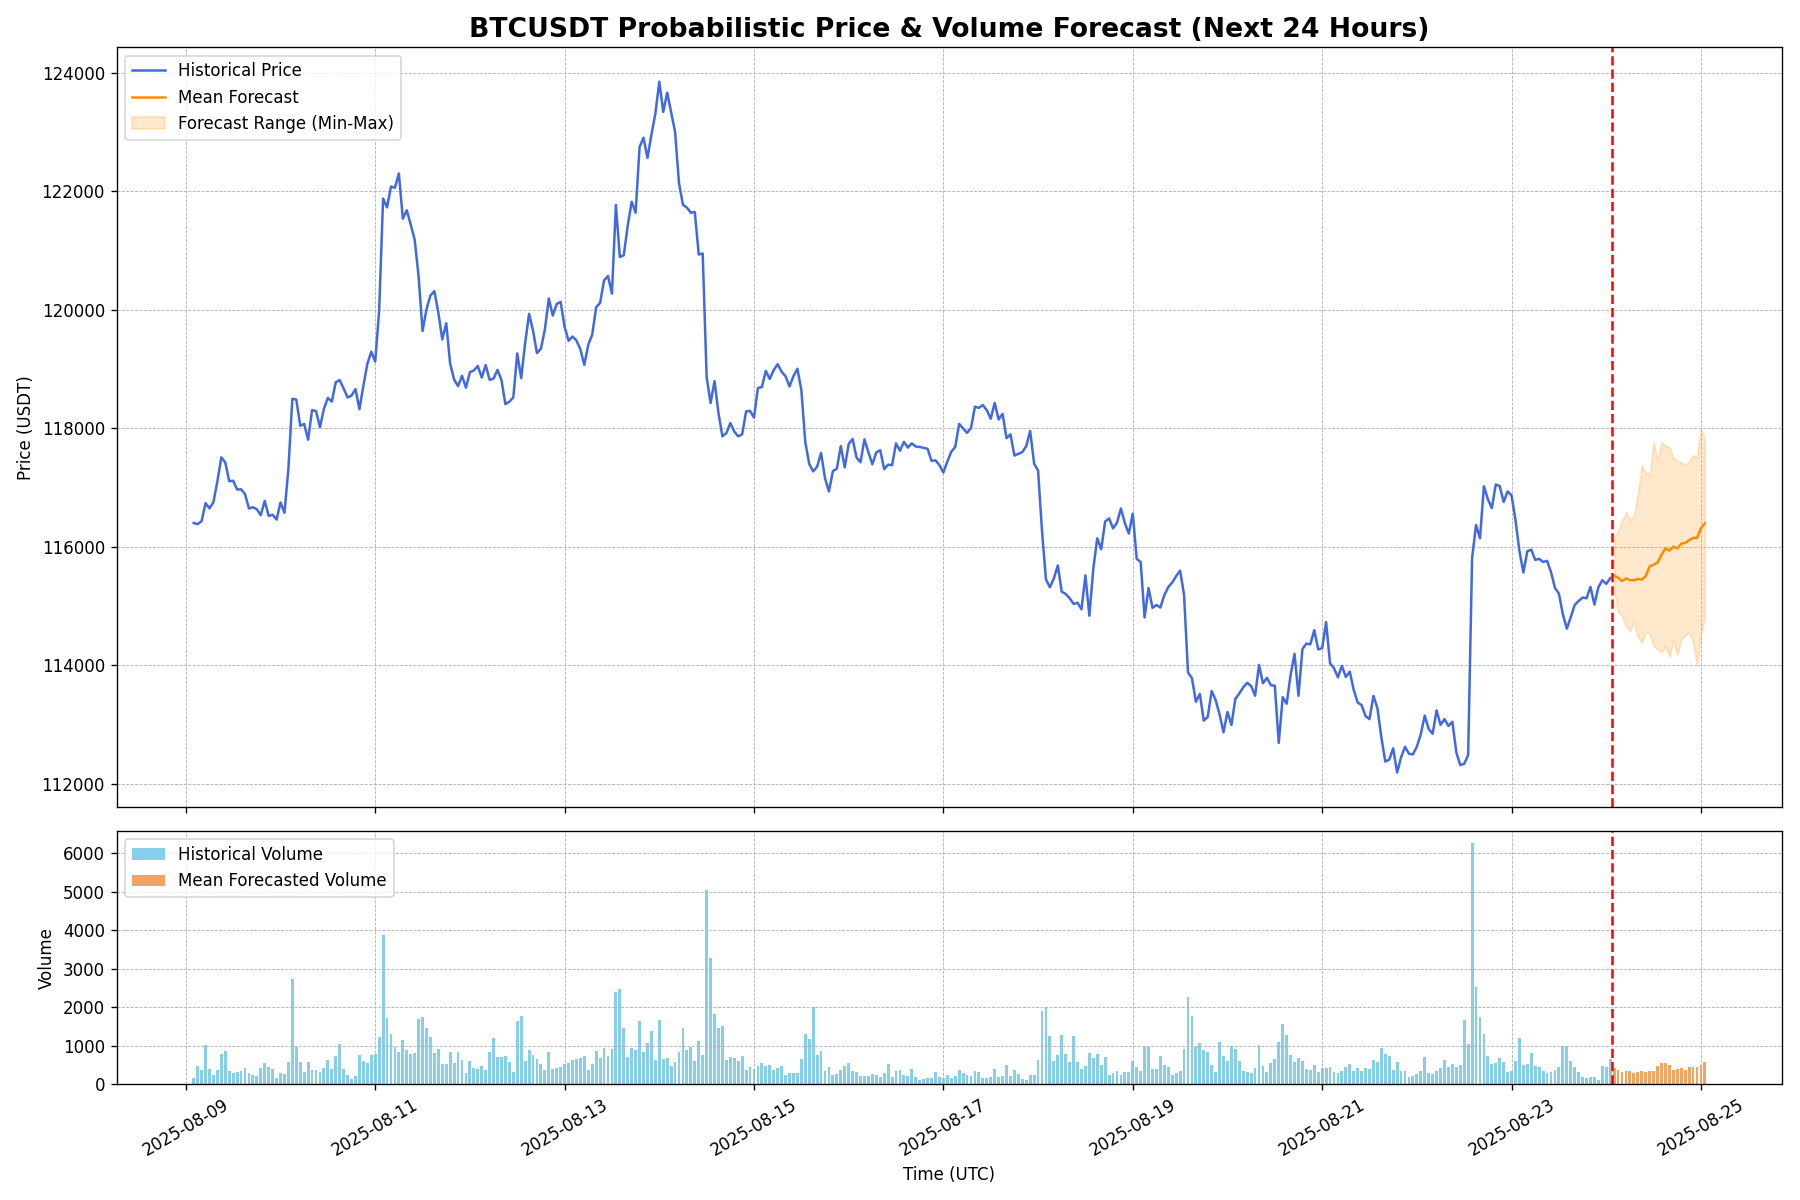 BTCUSDT Probabilistic Price & Volume Forecast (Next 24 Hours)
Historical Price
Mean Forecast
Forecast Range (Min-Max)
Price (USDT)
124000
122000
120000
118000
116000
114000
112000
Historical Volume
Mean Forecasted Volume
Volume
6000
5000
4000
3000
2000
1000
0
2025-08-09
2025-08-11
2025-08-13
2025-08-15
2025-08-17
2025-08-19
2025-08-21
2025-08-23
2025-08-25
Time (UTC)